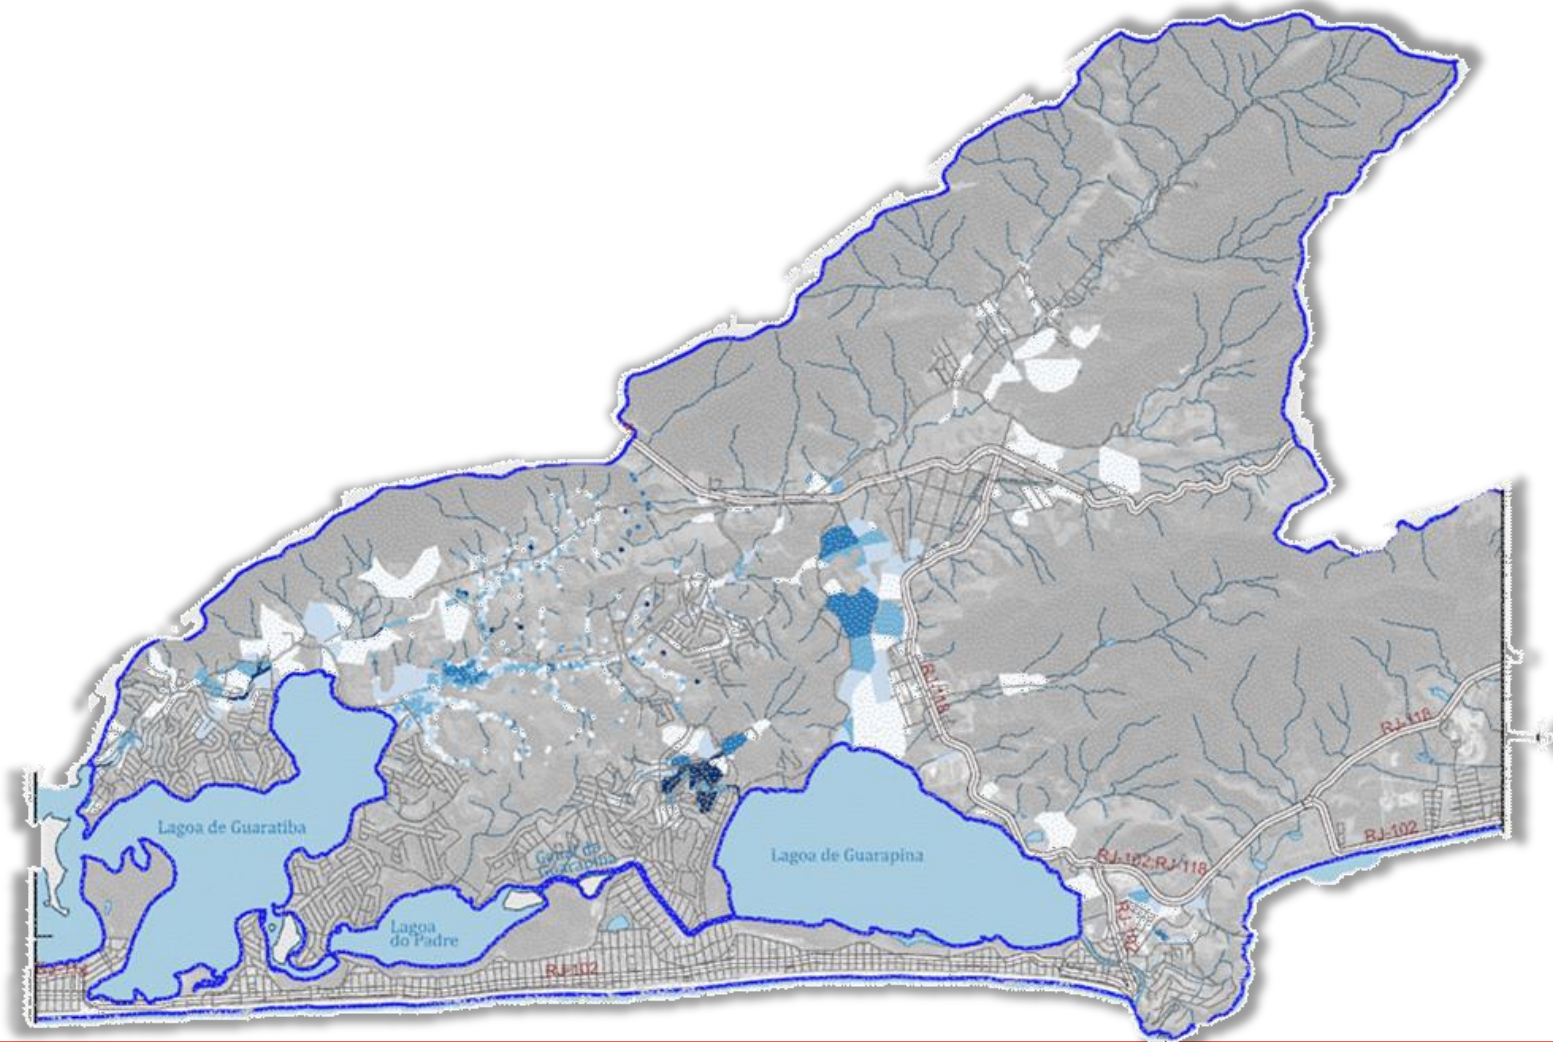 RJ-118
RJ-118
Lagoa de Guaratiba
RJ-102
Lagoa de Guarapina
RJ-102;RJ-118
Lagoa
do Padre
RJ-102